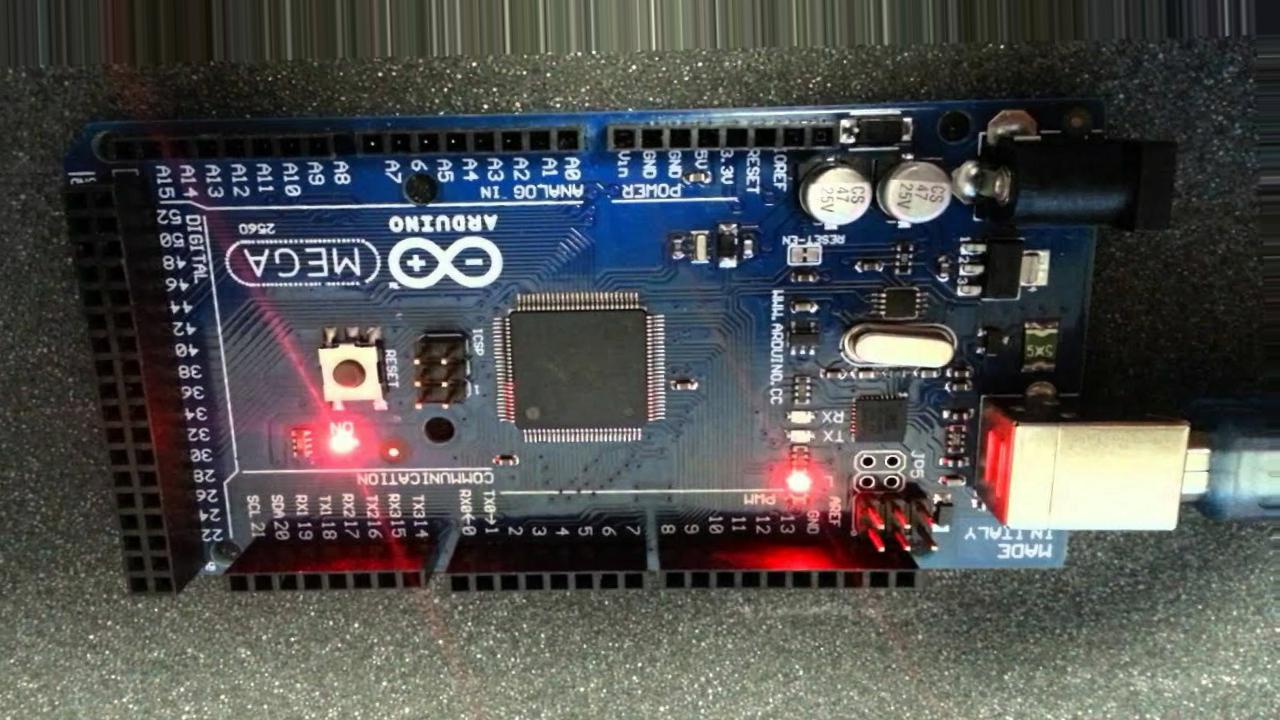 A15
A14
A13
A12
A11
A10
A9
A8
A7
6
A5
A4
A3
A2
A1
A0
ANALOG IN
Vin
GND
GND
5V
3.3V
RESET
IOREF
POWER
ARDUINO
MEGA
2560
DIGITAL
52
50
48
46
44
42
40
38
36
34
32
30
28
26
24
22
RESET-EN
CS
47
25V
CS
47
25V
WWW.ARDUINO.CC
ICSP
1
RESET
ON
RX
TX
COMMUNICATION
SCL 21
SDA 20
RX1 19
TX1 18
RX2 17
TX2 16
RX3 15
TX3 14
RX0←0
TX0→1
2
3
4
5
6
7
8
9
10
11
12
13
GND
AREF
PWM
L
JP5
MADE
IN ITALY